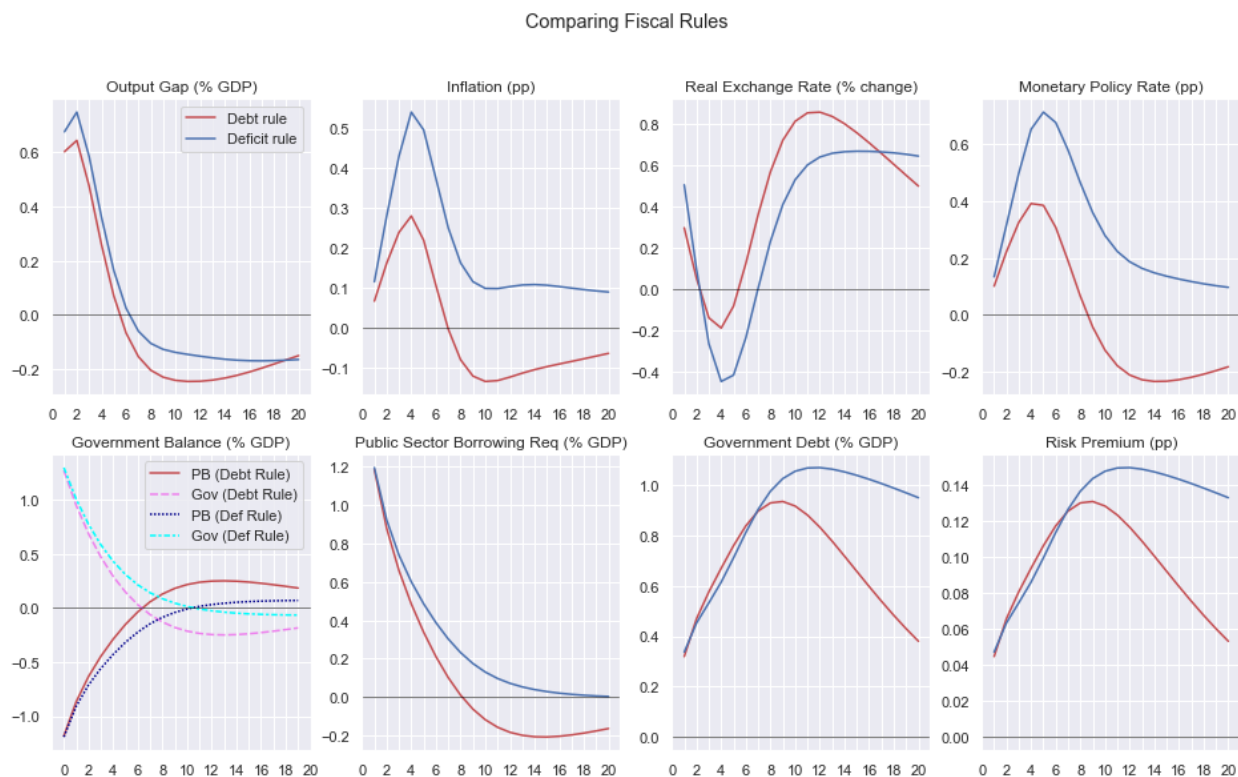 Comparing Fiscal Rules
Output Gap (% GDP)
Debt rule
Deficit rule
0.6
0.4
0.2
0.0
−0.2
0 2 4 6 8 10 12 14 16 18 20
Inflation (pp)
0.5
0.4
0.3
0.2
0.1
0.0
−0.1
0 2 4 6 8 10 12 14 16 18 20
Real Exchange Rate (% change)
0.8
0.6
0.4
0.2
0.0
−0.2
−0.4
0 2 4 6 8 10 12 14 16 18 20
Monetary Policy Rate (pp)
0.6
0.4
0.2
0.0
−0.2
0 2 4 6 8 10 12 14 16 18 20
Government Balance (% GDP)
PB (Debt Rule)
Gov (Debt Rule)
PB (Def Rule)
Gov (Def Rule)
1.0
0.5
0.0
−0.5
−1.0
0 2 4 6 8 10 12 14 16 18 20
Public Sector Borrowing Req (% GDP)
1.2
1.0
0.8
0.6
0.4
0.2
0.0
−0.2
0 2 4 6 8 10 12 14 16 18 20
Government Debt (% GDP)
1.0
0.8
0.6
0.4
0.2
0.0
0 2 4 6 8 10 12 14 16 18 20
Risk Premium (pp)
0.14
0.12
0.10
0.08
0.06
0.04
0.02
0.00
0 2 4 6 8 10 12 14 16 18 20